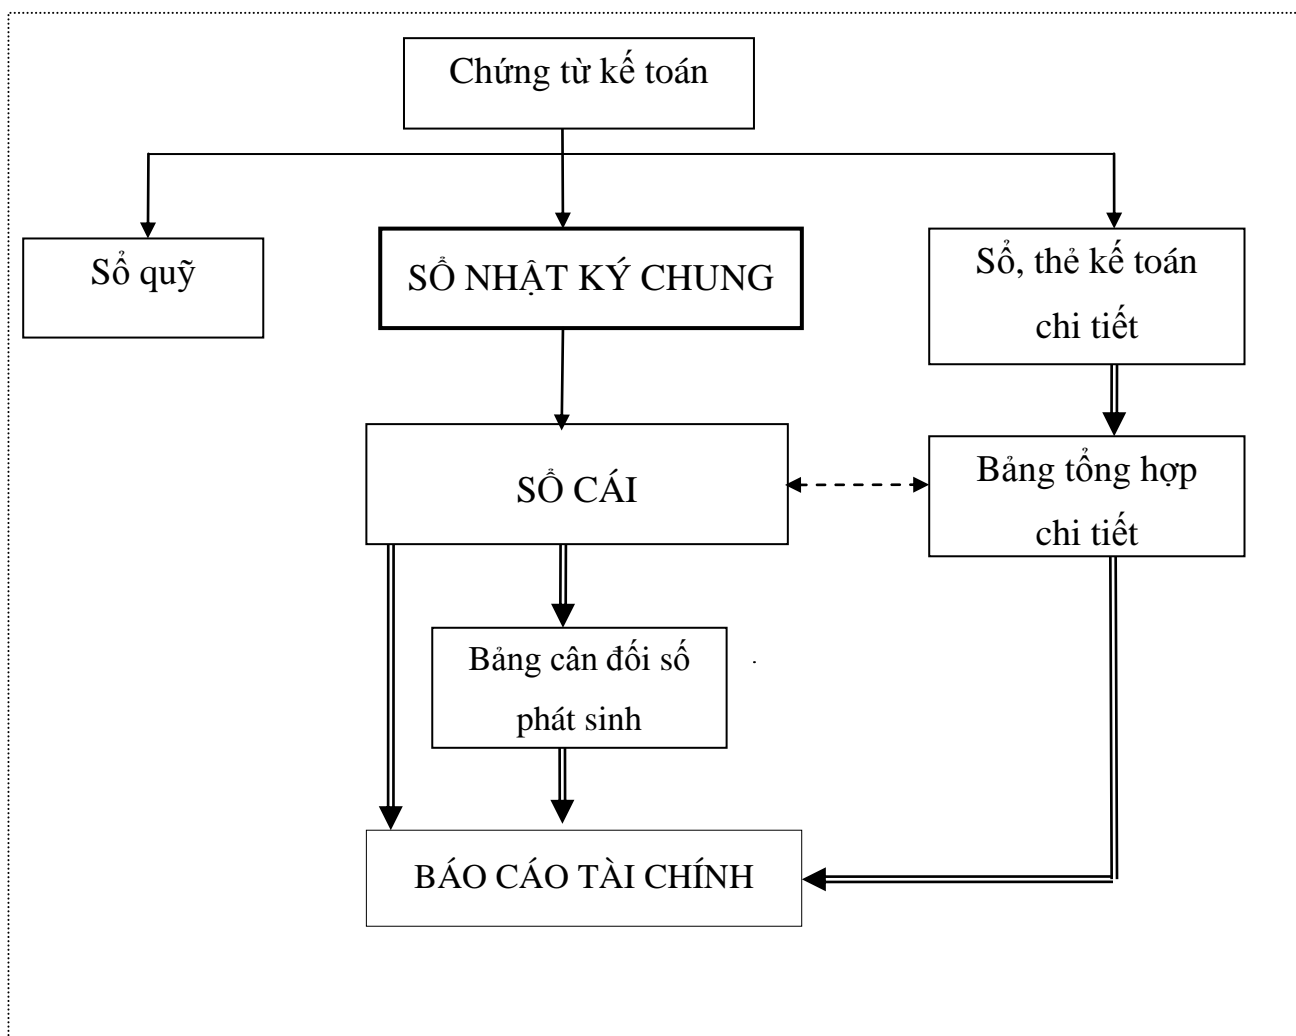 Chứng từ kế toán
Sổ quỹ
SỔ NHẬT KÝ CHUNG
Sổ, thẻ kế toán
chi tiết
SỔ CÁI
Bảng tổng hợp
chi tiết
Bảng cân đối số
phát sinh
BÁO CÁO TÀI CHÍNH